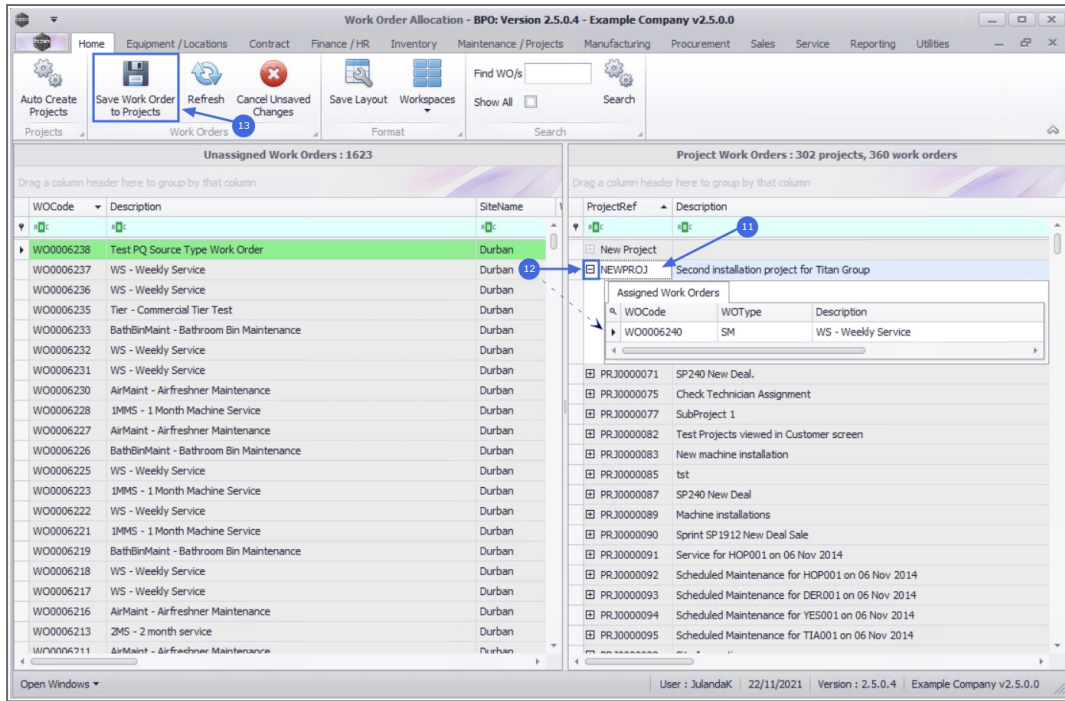 Work Order Allocation - BPO: Version 2.5.0.4 - Example Company v2.5.0.0
Home Equipment / Locations Contract Finance / HR Inventory Maintenance / Projects Manufacturing Procurement Sales Service Reporting Utilities
Auto Create Projects
Save Work Order to Projects
Refresh
Cancel Unsaved Changes
Save Layout
Workspaces
Find WO/s
Show All
Search
13
Projects Work Orders Format Search
Unassigned Work Orders : 1623
Drag a column header here to group by that column
WOCode Description SiteName
WO0006238 Test PQ Source Type Work Order Durban
WO0006237 WS - Weekly Service Durban
WO0006236 WS - Weekly Service Durban
WO0006235 Tier - Commercial Tier Test Durban
WO0006233 BathBinMaint - Bathroom Bin Maintenance Durban
WO0006232 WS - Weekly Service Durban
WO0006231 WS - Weekly Service Durban
WO0006230 AirMaint - Airfreshner Maintenance Durban
WO0006228 1MMS - 1 Month Machine Service Durban
WO0006227 AirMaint - Airfreshner Maintenance Durban
WO0006226 BathBinMaint - Bathroom Bin Maintenance Durban
WO0006225 WS - Weekly Service Durban
WO0006223 1MMS - 1 Month Machine Service Durban
WO0006222 WS - Weekly Service Durban
WO0006221 1MMS - 1 Month Machine Service Durban
WO0006219 BathBinMaint - Bathroom Bin Maintenance Durban
WO0006218 WS - Weekly Service Durban
WO0006217 WS - Weekly Service Durban
WO0006216 AirMaint - Airfreshner Maintenance Durban
WO0006213 2MS - 2 month service Durban
WO0006211 AirMaint - Airfreshner Maintenance Durban
Project Work Orders : 302 projects, 360 work orders
Drag a column header here to group by that column
ProjectRef Description
11
New Project
12
NEWPROJ Second installation project for Titan Group
Assigned Work Orders
WOCode WOType Description
WO0006240 SM WS - Weekly Service
PRJ0000071 SP240 New Deal.
PRJ0000075 Check Technician Assignment
PRJ0000077 SubProject 1
PRJ0000082 Test Projects viewed in Customer screen
PRJ0000083 New machine installation
PRJ0000085 tst
PRJ0000087 SP240 New Deal
PRJ0000089 Machine installations
PRJ0000090 Sprint SP1912 New Deal Sale
PRJ0000091 Service for HOP001 on 06 Nov 2014
PRJ0000092 Scheduled Maintenance for HOP001 on 06 Nov 2014
PRJ0000093 Scheduled Maintenance for DER001 on 06 Nov 2014
PRJ0000094 Scheduled Maintenance for YES001 on 06 Nov 2014
PRJ0000095 Scheduled Maintenance for TIA001 on 06 Nov 2014
Open Windows User : JulandaK 22/11/2021 Version : 2.5.0.4 Example Company v2.5.0.0